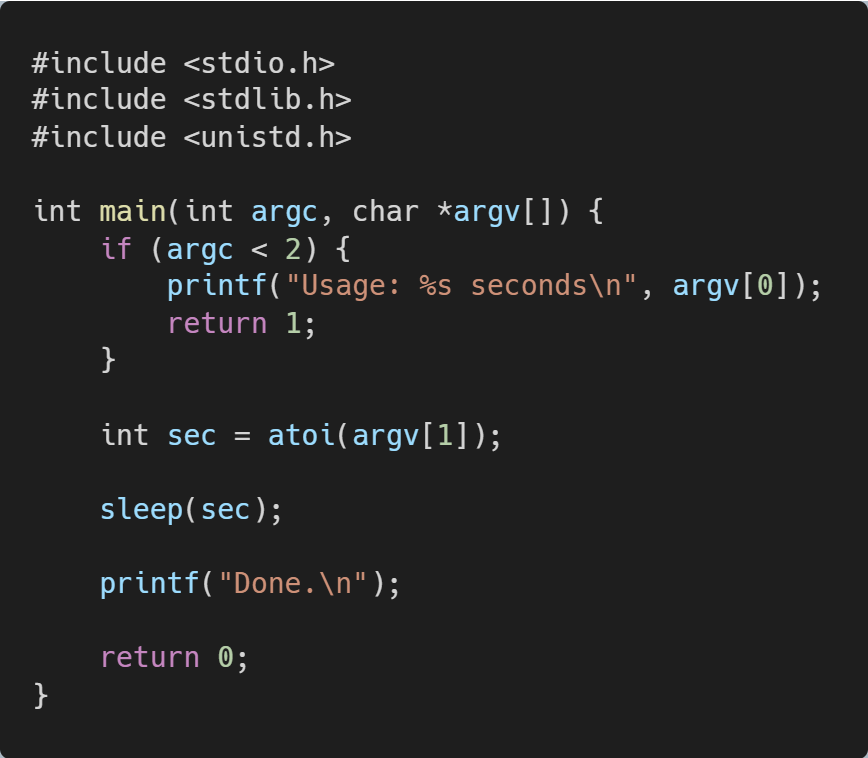 #include <stdio.h>
#include <stdlib.h>
#include <unistd.h>

int main(int argc, char *argv[]) {
    if (argc < 2) {
        printf("Usage: %s seconds\n", argv[0]);
        return 1;
    }

    int sec = atoi(argv[1]);

    sleep(sec);

    printf("Done.\n");

    return 0;
}